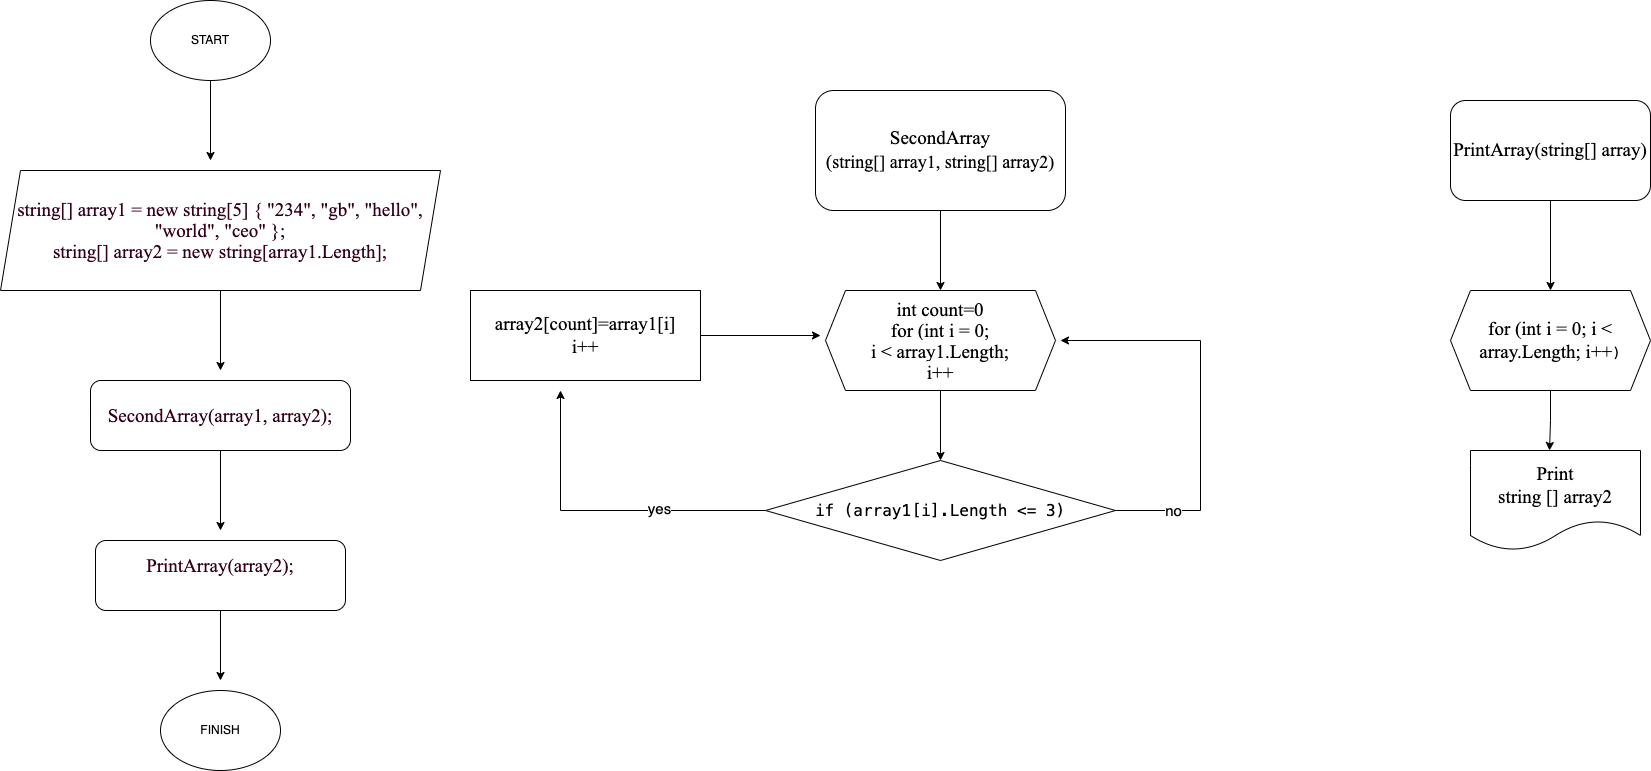 START
string[] array1 = new string[5] { "234", "gb", "hello",
"world", "ceo" };
string[] array2 = new string[array1.Length];
SecondArray(array1, array2);
PrintArray(array2);
FINISH
SecondArray
(string[] array1, string[] array2)
int count=0
for (int i = 0;
i < array1.Length;
i++
array2[count]=array1[i]
i++
if (array1[i].Length <= 3)
yes
no
PrintArray(string[] array)
for (int i = 0; i <
array.Length; i++)
Print
string [] array2